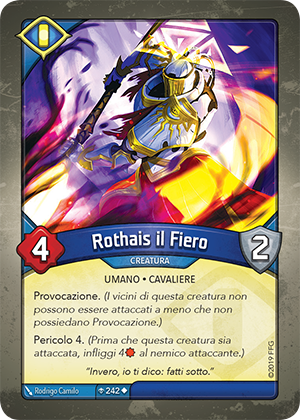 Rothais il Fiero
CREATURA
4
2
UMANO • CAVALIERE
Provocazione. (I vicini di questa creatura non
possono essere attaccati a meno che non
possiedano Provocazione.)
Pericolo 4. (Prima che questa creatura sia
attaccata, infliggi 4 al nemico attaccante.)
"Invero, io ti dico: fatti sotto."
©2019 FFG
Rodrigo Camilo
242